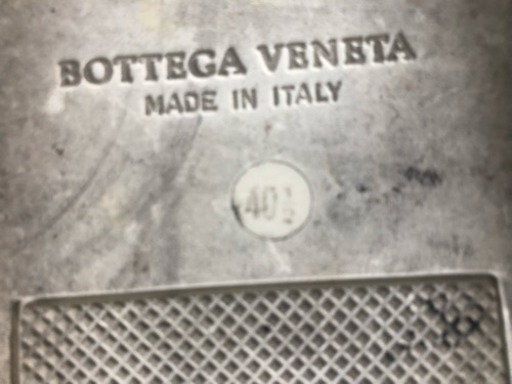 BOTTEGA VENETA
MADE IN ITALY
40½